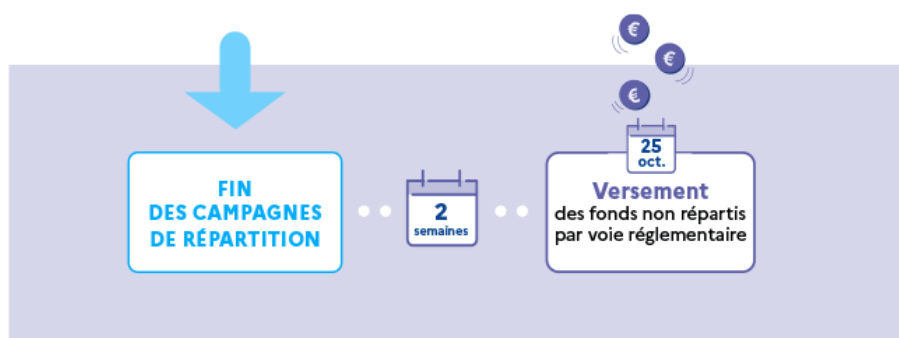 €
€
€
25
oct.
FIN
DES CAMPAGNES
DE RÉPARTITION
2
semaines
Versement
des fonds non répartis
par voie réglementaire